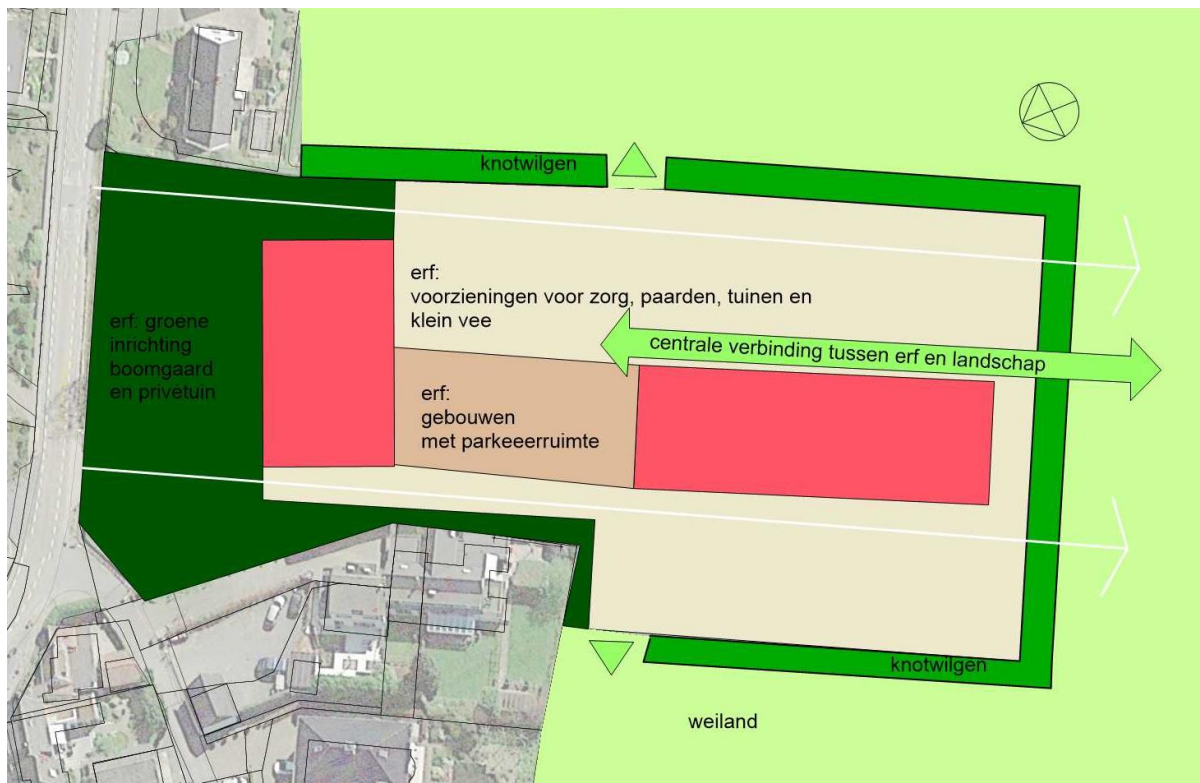 knotwilgen
erf:
voorzieningen voor zorg, paarden, tuinen en
klein vee
erf: groene
inrichting
boomgaard
en privétuin
centrale verbinding tussen erf en landschap
erf:
gebouwen
met parkeeerruimte
knotwilgen
weiland